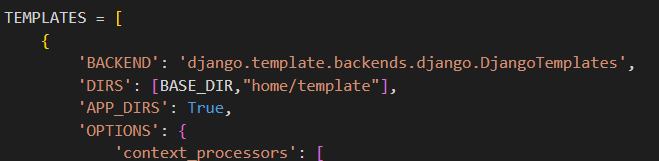 TEMPLATES = [
    {
        'BACKEND': 'django.template.backends.django.DjangoTemplates',
        'DIRS': [BASE_DIR,"home/template"],
        'APP_DIRS': True,
        'OPTIONS': {
            'context_processors': [